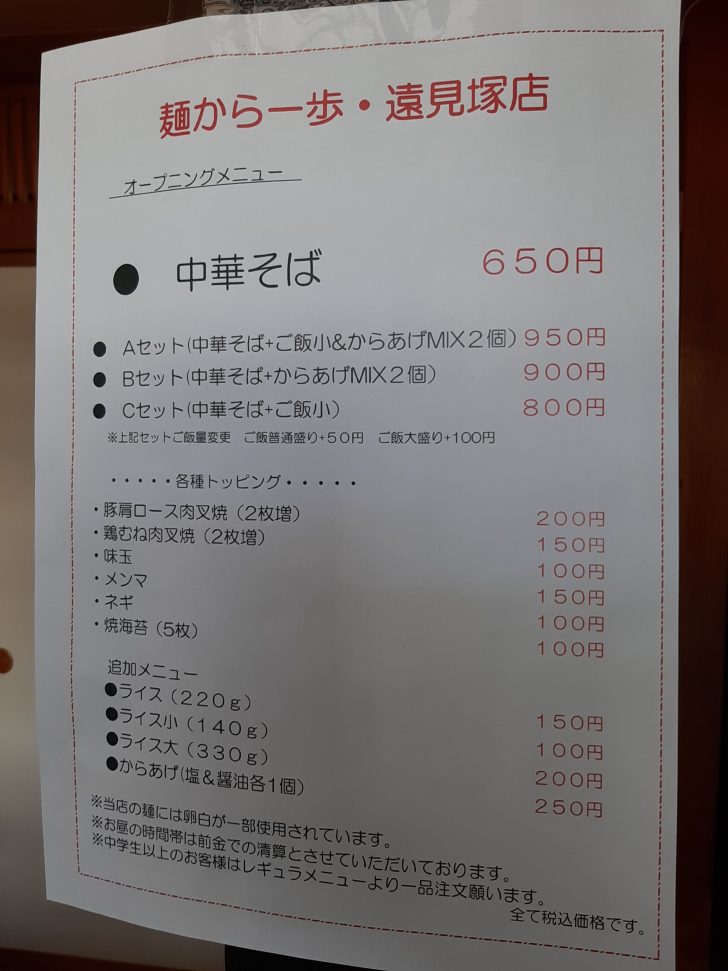 麺から一歩・遠見塚店
オープニングメニュー
● 中華そば 650円
● Aセット(中華そば+ご飯小&からあげMIX2個) 950円
● Bセット(中華そば+からあげMIX2個) 900円
● Cセット(中華そば+ご飯小) 800円
※上記セットご飯量変更 ご飯普通盛り+50円 ご飯大盛り+100円
・・・・・各種トッピング・・・・・
・豚肩ロース肉叉焼(2枚増) 200円
・鶏むね肉叉焼(2枚増) 150円
・味玉 100円
・メンマ 150円
・ネギ 100円
・焼海苔(5枚) 100円
追加メニュー
●ライス(220g) 150円
●ライス小(140g) 100円
●ライス大(330g) 200円
●からあげ(塩&醤油各1個) 250円
※当店の麺には卵白が一部使用されています。
※お昼の時間帯は前金での清算とさせていただいております。
※中学生以上のお客様はレギュラメニューより一品注文願います。
全て税込価格です。